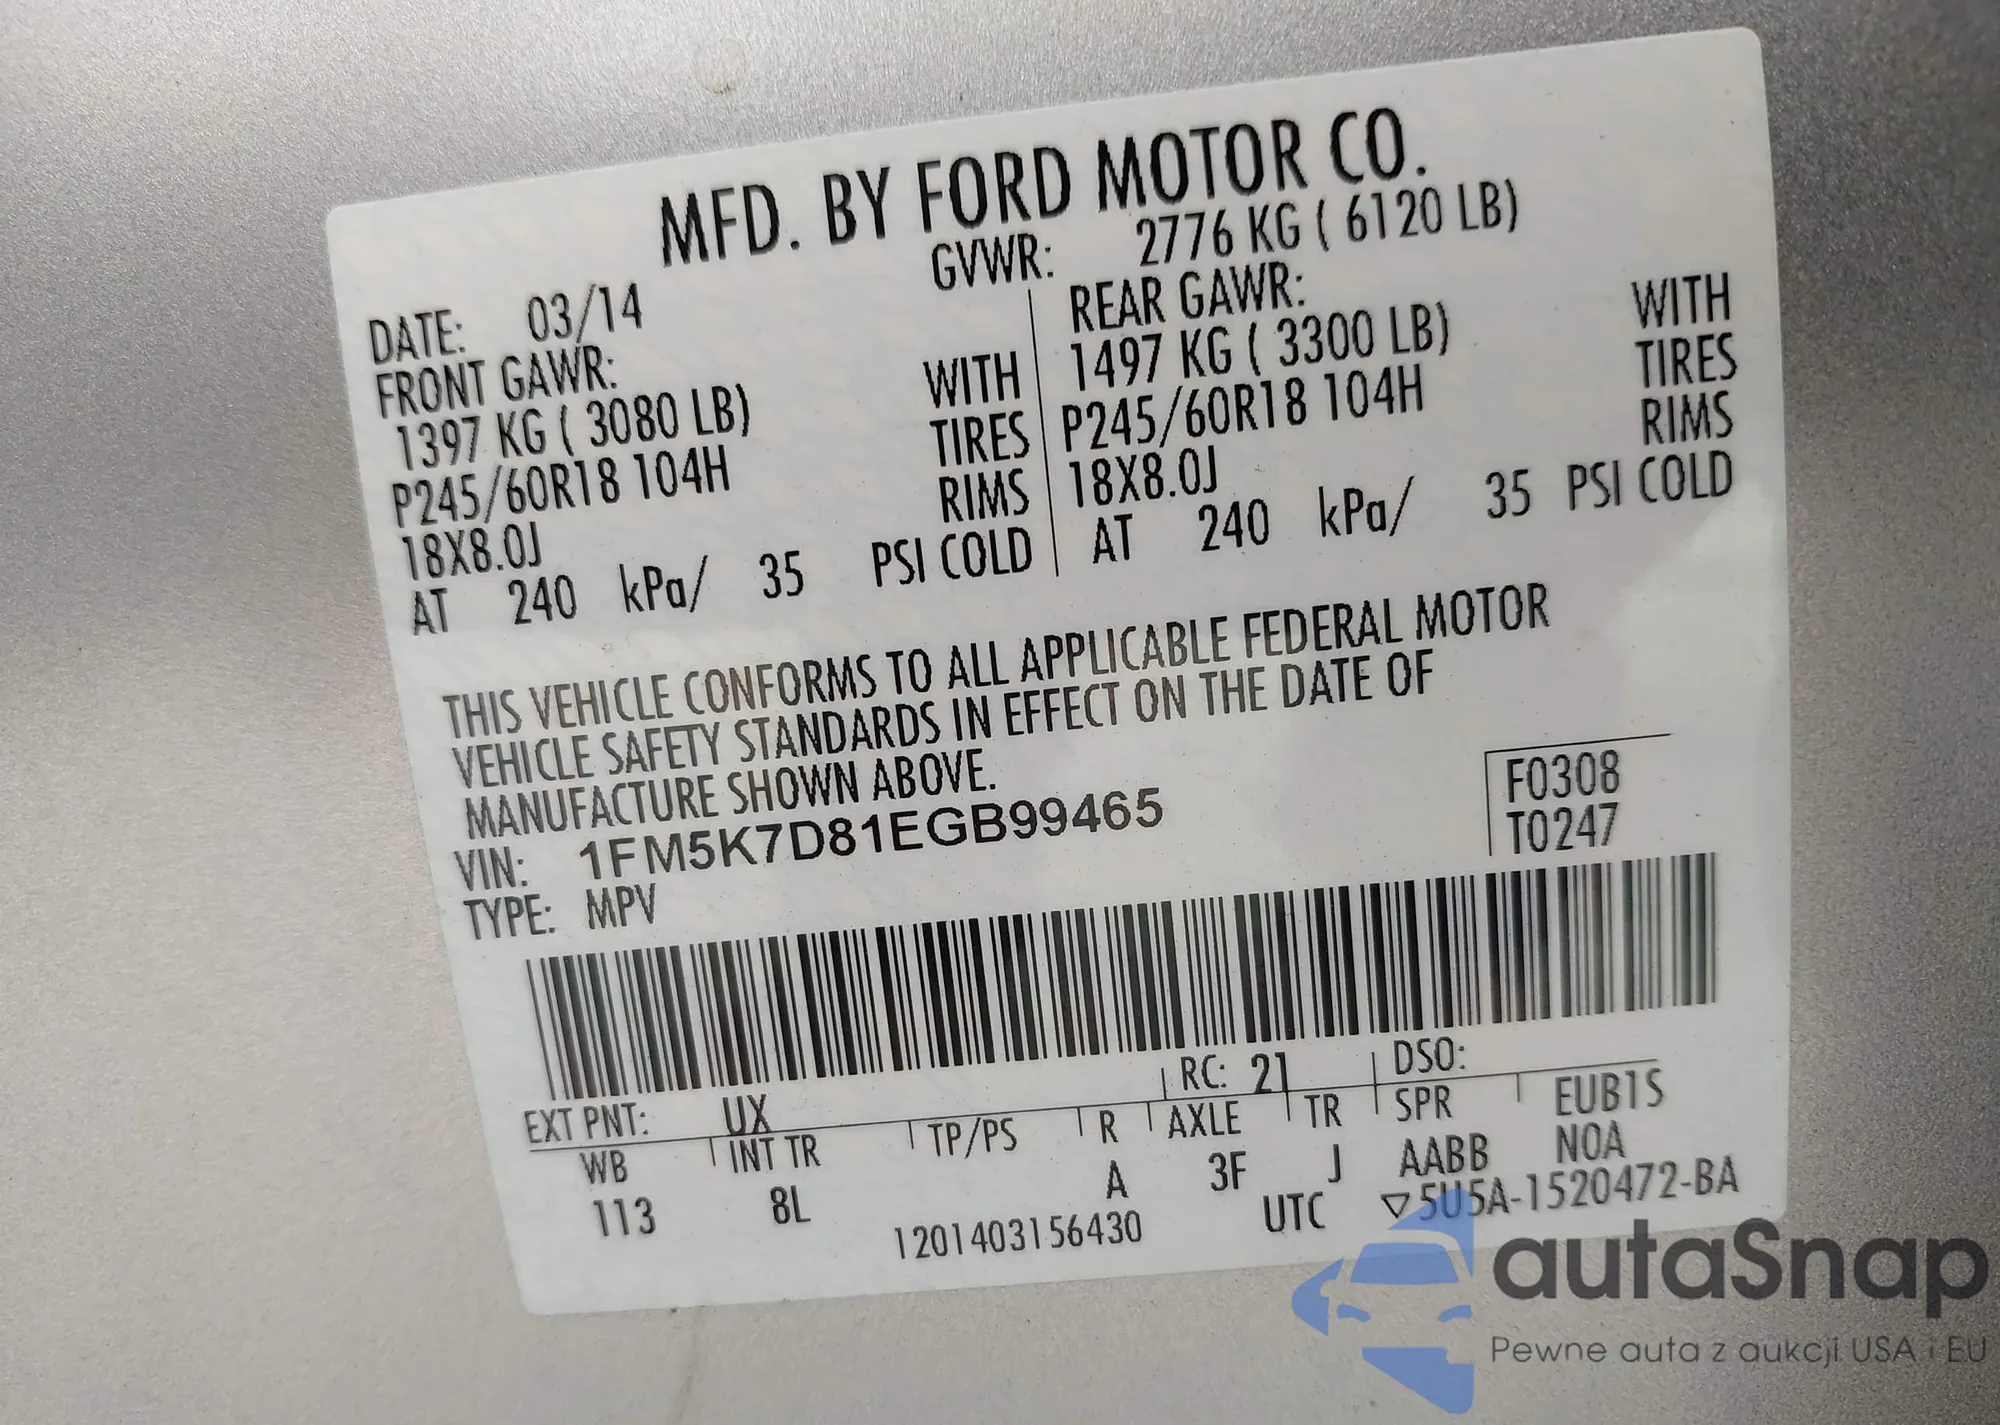 MFD. BY FORD MOTOR CO.
GVWR: 2776 KG ( 6120 LB)
DATE: 03/14
FRONT GAWR:
1397 KG ( 3080 LB) WITH
P245/60R18 104H TIRES
18X8.0J RIMS
AT 240 kPa/ 35 PSI COLD
REAR GAWR:
1497 KG ( 3300 LB) WITH
P245/60R18 104H TIRES
18X8.0J RIMS
AT 240 kPa/ 35 PSI COLD
THIS VEHICLE CONFORMS TO ALL APPLICABLE FEDERAL MOTOR
VEHICLE SAFETY STANDARDS IN EFFECT ON THE DATE OF
MANUFACTURE SHOWN ABOVE.
VIN: 1FM5K7D81EGB99465
TYPE: MPV
F0308
T0247
EXT PNT: UX RC: 21 DSO:
WB INT TR TP/PS R AXLE TR SPR EUB1S
113 8L A 3F J AABB NOA
1201403156430 UTC ▽5U5A-1520472-BA
autaSnap
Pewne auta z aukcji USA i EU